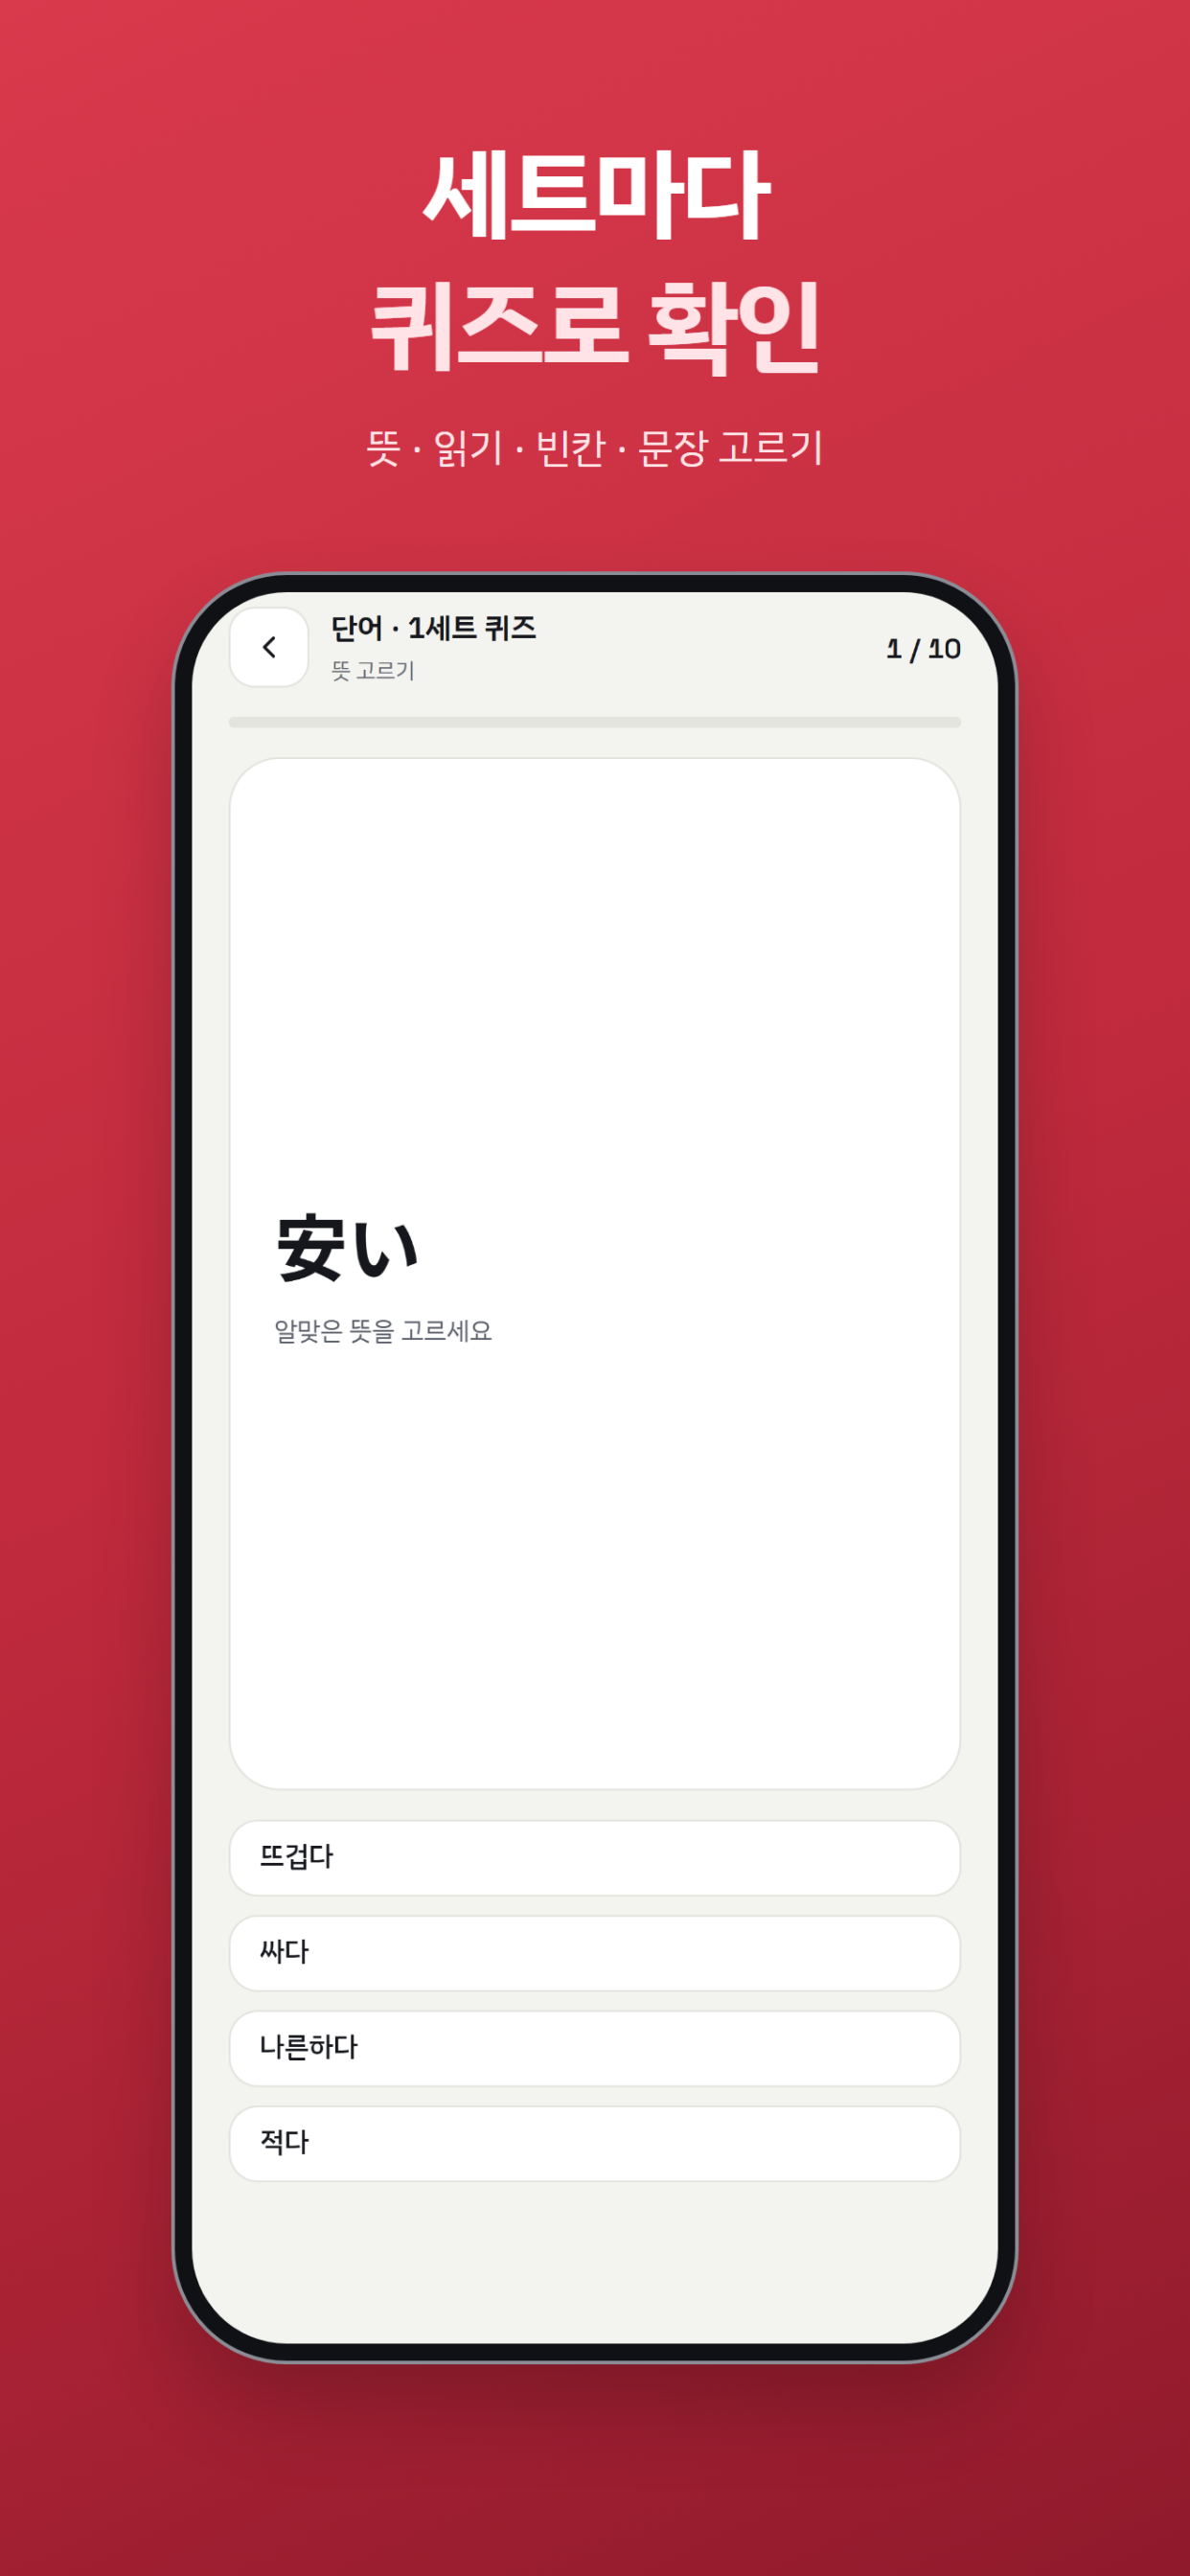 세트마다
퀴즈로 확인
뜻 · 읽기 · 빈칸 · 문장 고르기
단어 · 1세트 퀴즈
뜻 고르기
1 / 10
安い
알맞은 뜻을 고르세요
뜨겁다
싸다
나른하다
적다